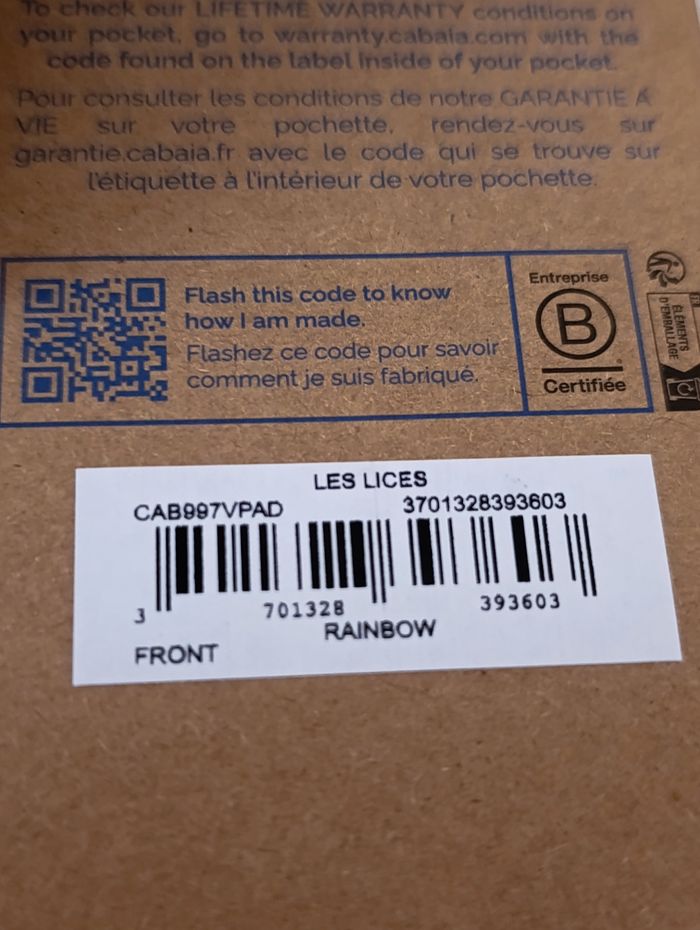 To check our LIFETIME WARRANTY conditions on
your pocket, go to warranty.cabaia.com with the
code found on the label inside of your pocket.
Pour consulter les conditions de notre GARANTIE A
VIE sur votre pochette, rendez-vous sur
garantie.cabaia.fr avec le code qui se trouve sur
l'étiquette à l'intérieur de votre pochette.
Flash this code to know
how I am made.
Flashez ce code pour savoir
comment je suis fabriqué.
Entreprise
B
Certifiée
ÉLÉMENTS
D'EMBALLAGE
LES LICES
CAB997VPAD 3701328393603
3 701328 393603
RAINBOW
FRONT